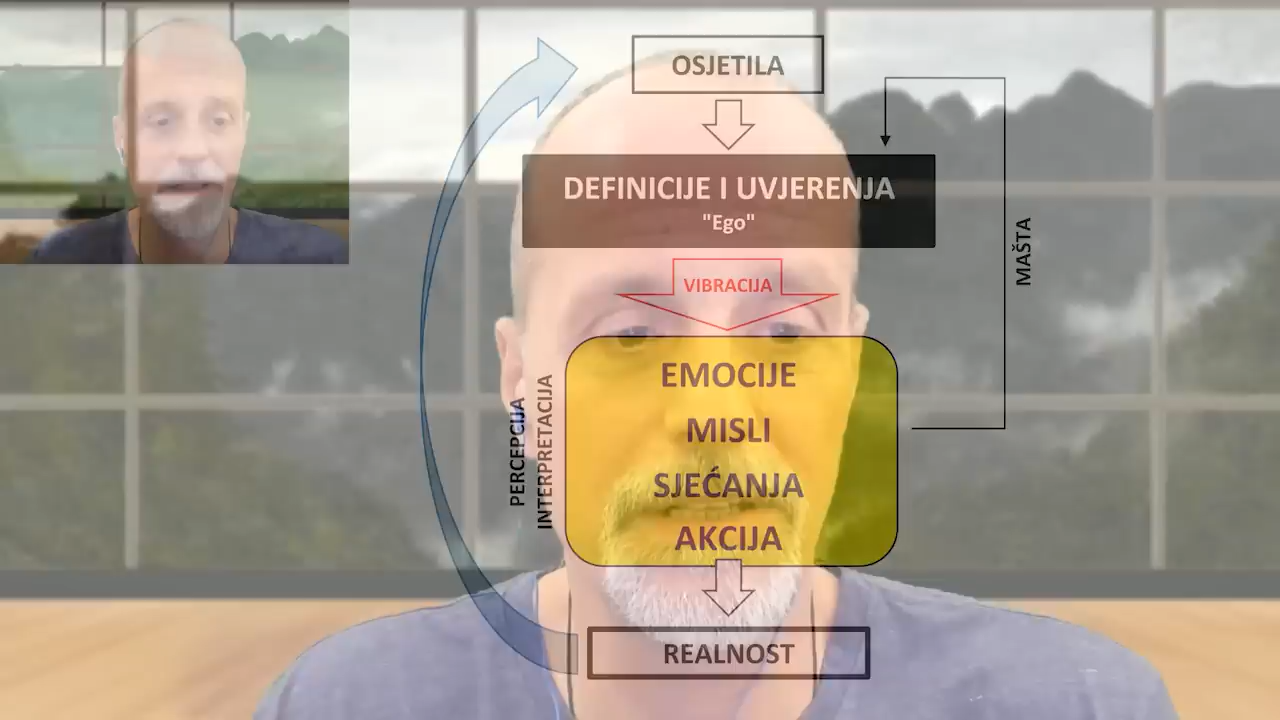 OSJETILA
DEFINICIJE I UVJERENJA
"Ego"
VIBRACIJA
MAŠTA
PERCEPCIJA
INTERPRETACIJA
EMOCIJE
MISLI
SJEĆANJA
AKCIJA
REALNOST